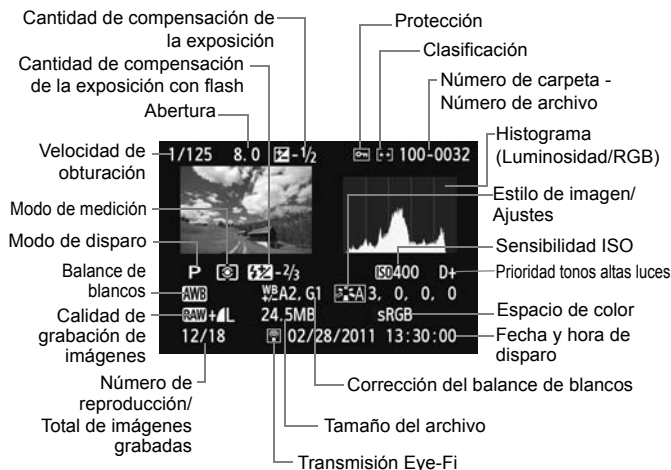 Cantidad de compensación de
la exposición
Cantidad de compensación
de la exposición con flash
Abertura
Protección
Clasificación
Número de carpeta -
Número de archivo
Velocidad de
obturación
Modo de medición
Modo de disparo
Balance de
blancos
Calidad de
grabación de
imágenes
Número de
reproducción/
Total de imágenes
grabadas
1/125 8.0 -1/2 100-0032
P -2/3 ISO 400 D+
AWB WB A2, G1 A 3, 0, 0, 0
RAW+L 24.5MB sRGB
12/18 02/28/2011 13:30:00
Histograma
(Luminosidad/RGB)
Estilo de imagen/
Ajustes
Sensibilidad ISO
Prioridad tonos altas luces
Espacio de color
Fecha y hora de
disparo
Corrección del balance de blancos
Tamaño del archivo
Transmisión Eye-Fi